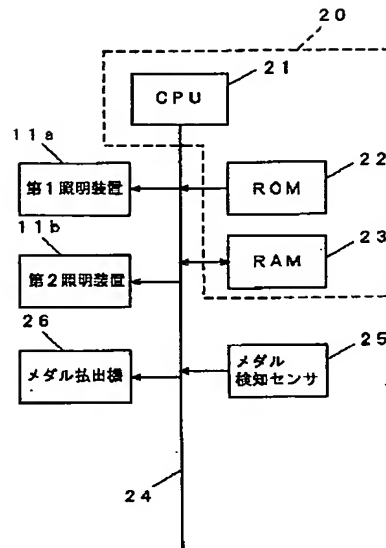 20
21
CPU
11a
22
第1照明装置
ROM
11b
23
第2照明装置
RAM
26
25
メダル払出機
メダル
検知センサ
24